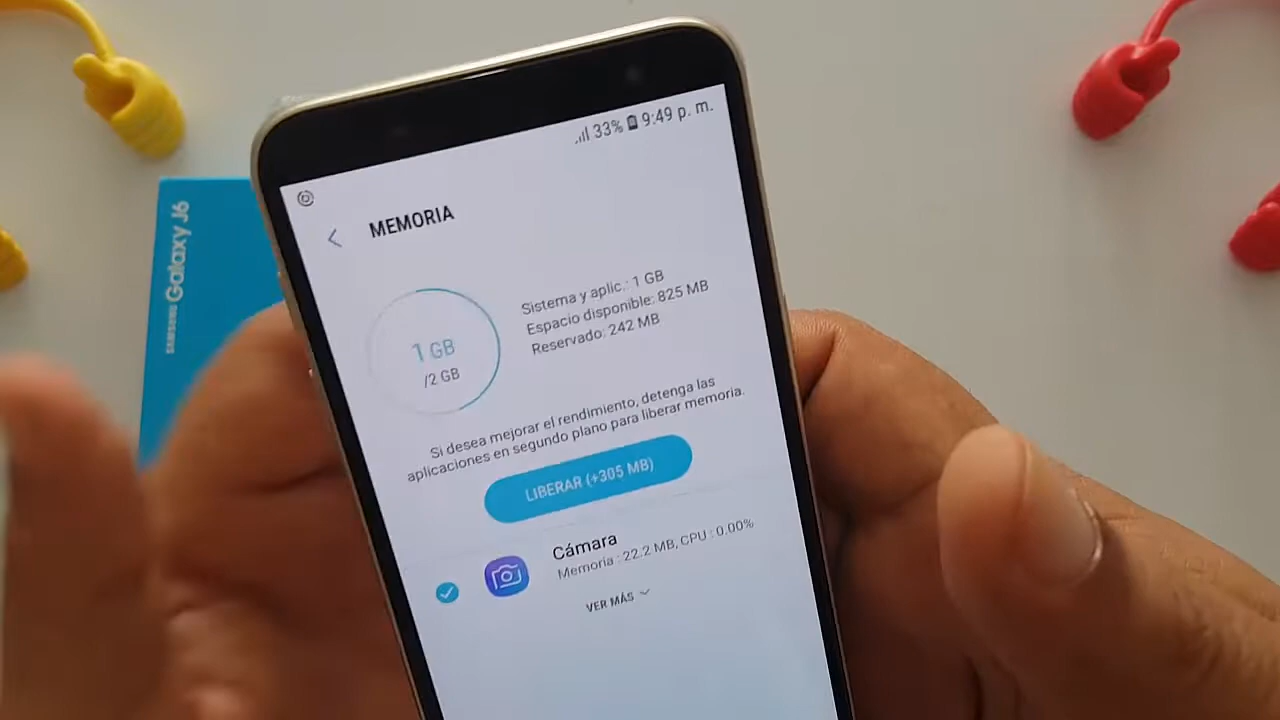 33% 9:49 p. m.
MEMORIA
1 GB
/2 GB
Sistema y aplic.: 1 GB
Espacio disponible: 825 MB
Reservado: 242 MB
Si desea mejorar el rendimiento, detenga las
aplicaciones en segundo plano para liberar memoria.
LIBERAR (+305 MB)
Cámara
Memoria : 22.2 MB, CPU : 0.00%
VER MÁS
SAMSUNG Galaxy J6